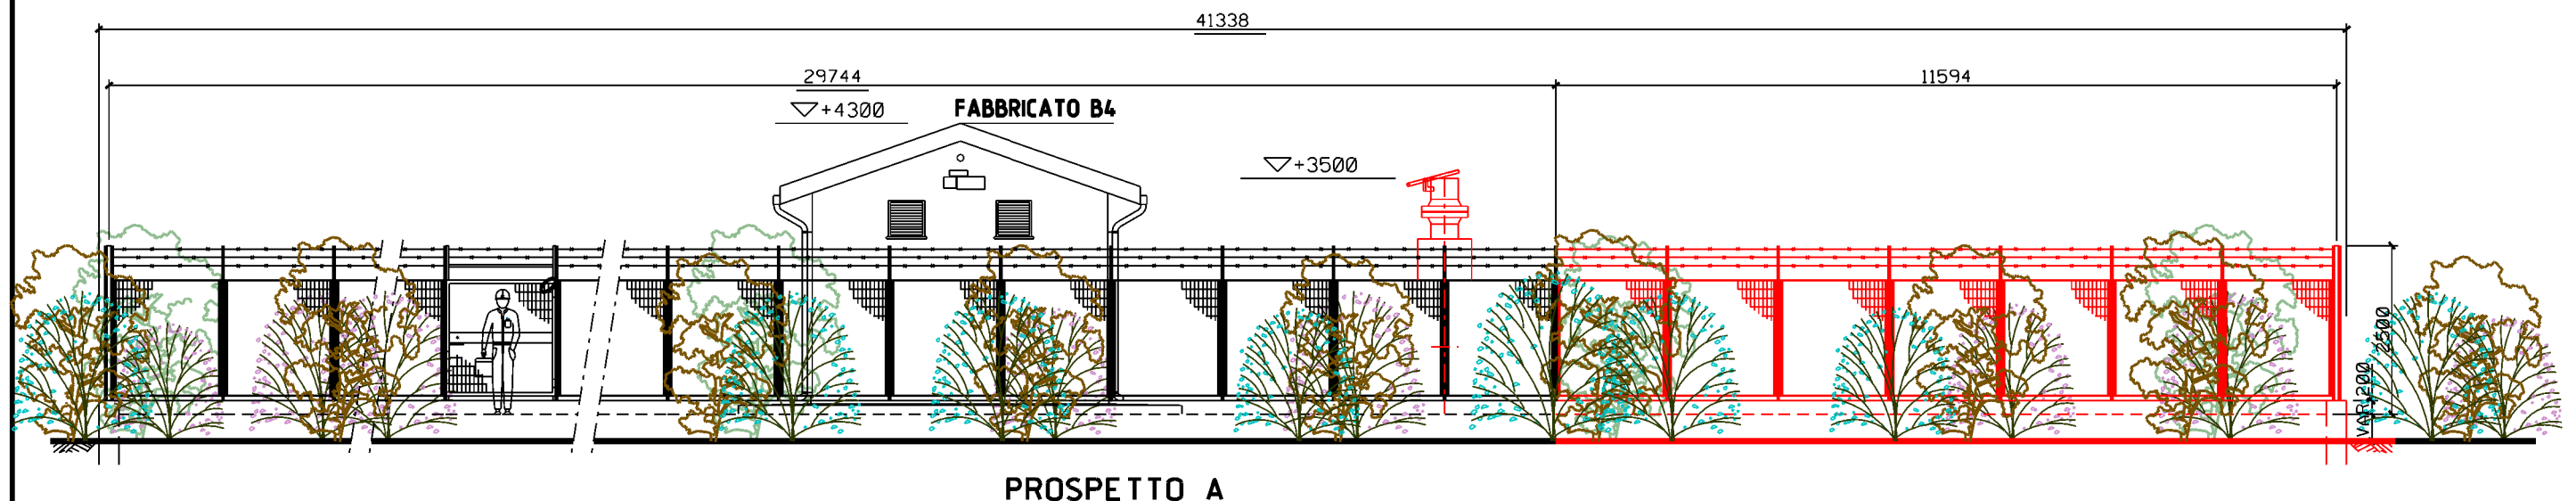 41338
29744
11594
+4300
FABBRICATO B4
+3500
2500
VAR.200
PROSPETTO A